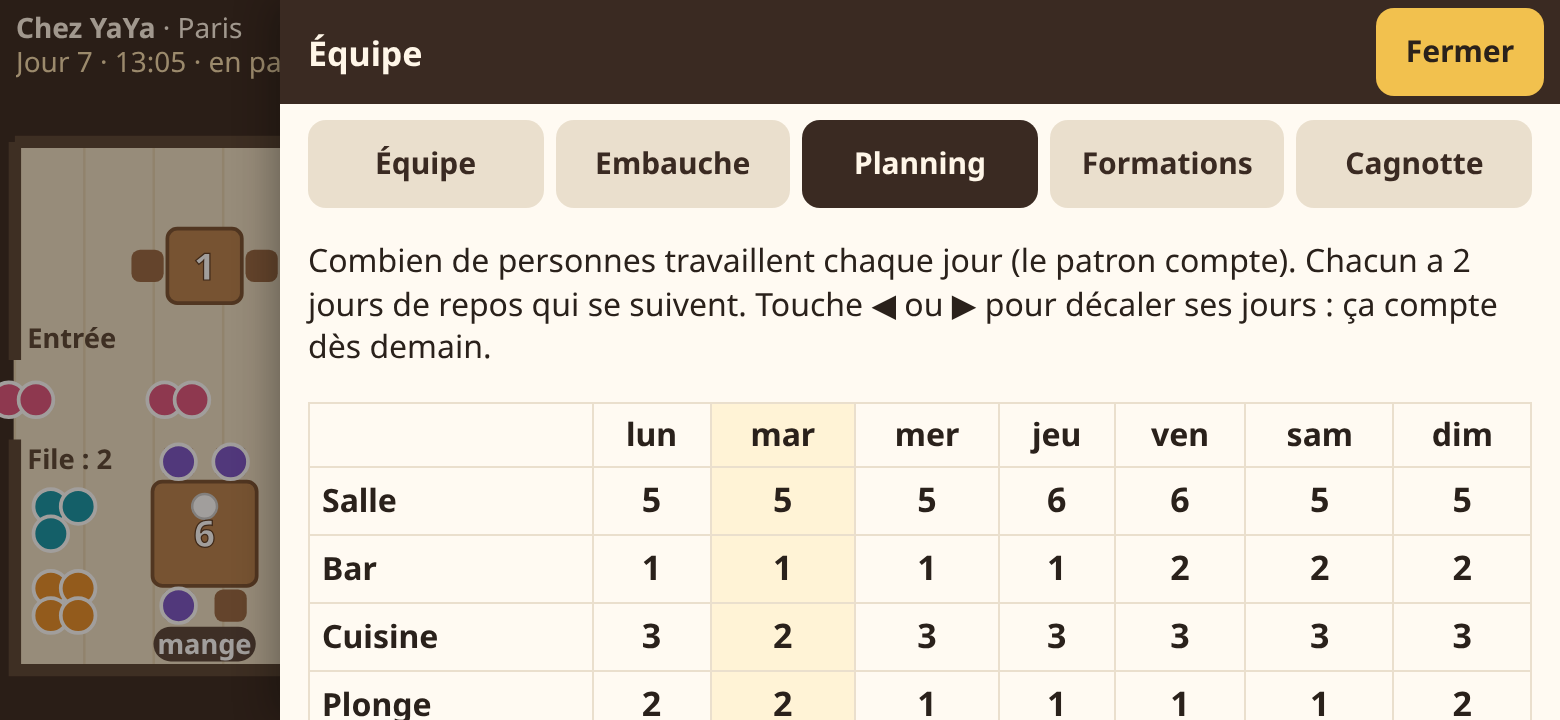 Chez YaYa · Paris
Jour 7 · 13:05 · en pa
Équipe
Fermer
Équipe Embauche Planning Formations Cagnotte
Combien de personnes travaillent chaque jour (le patron compte). Chacun a 2
jours de repos qui se suivent. Touche ◀ ou ▶ pour décaler ses jours : ça compte
dès demain.
lun mar mer jeu ven sam dim
Salle 5 5 5 6 6 5 5
Bar 1 1 1 1 2 2 2
Cuisine 3 2 3 3 3 3 3
Plonge 2 2 1 1 1 1 2
1
Entrée
File : 2
6
mange